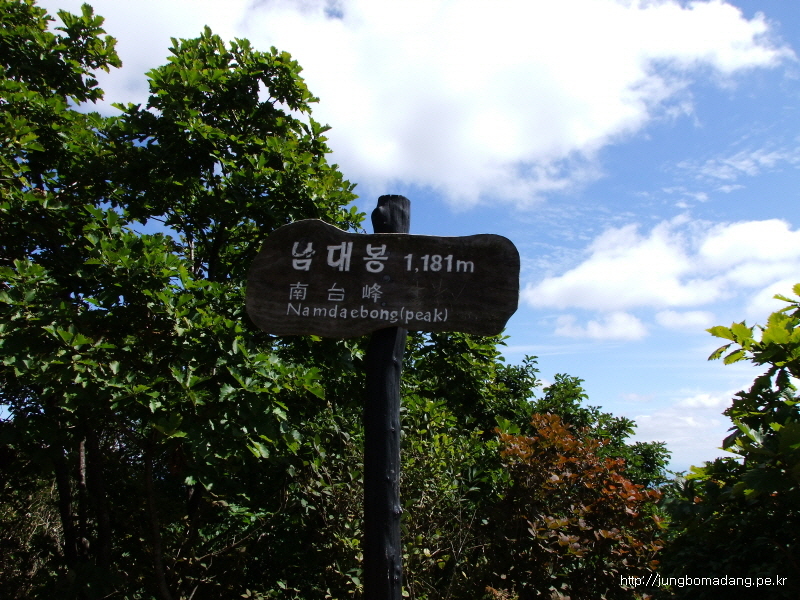 남대봉 1,181m
南台峰
Namdaebong(peak)
http://jungbomadang.pe.kr